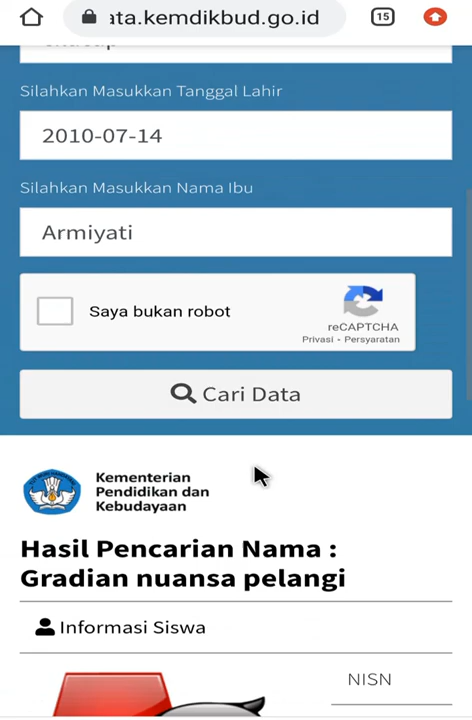 ata.kemdikbud.go.id
15
Silahkan Masukkan Tanggal Lahir
2010-07-14
Silahkan Masukkan Nama Ibu
Armiyati
Saya bukan robot
reCAPTCHA
Privasi - Persyaratan
Cari Data
Kementerian
Pendidikan dan
Kebudayaan
Hasil Pencarian Nama :
Gradian nuansa pelangi
Informasi Siswa
NISN